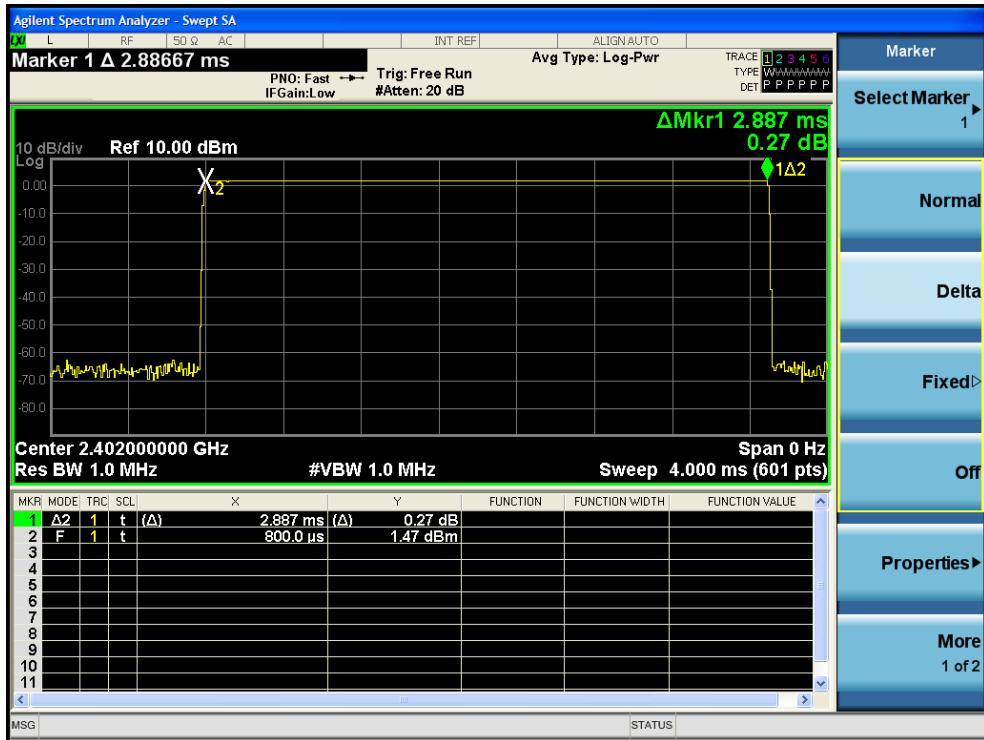 Agilent Spectrum Analyzer - Swept SA
LXI L RF 50 Ω AC INT REF ALIGN AUTO
Marker 1 Δ 2.88667 ms
PNO: Fast
IFGain:Low
Trig: Free Run
#Atten: 20 dB
Avg Type: Log-Pwr
TRACE 1 2 3 4 5 6
TYPE W
DET P P P P P P
ΔMkr1 2.887 ms
0.27 dB
10 dB/div Ref 10.00 dBm
Log
1Δ2
2
0.00
-10.0
-20.0
-30.0
-40.0
-50.0
-60.0
-70.0
-80.0
Center 2.402000000 GHz Span 0 Hz
Res BW 1.0 MHz #VBW 1.0 MHz Sweep 4.000 ms (601 pts)
MKR MODE TRC SCL X Y FUNCTION FUNCTION WIDTH FUNCTION VALUE
1 Δ2 1 t (Δ) 2.887 ms (Δ) 0.27 dB
2 F 1 t 800.0 µs 1.47 dBm
3
4
5
6
7
8
9
10
11
MSG STATUS
Marker
Select Marker
1
Normal
Delta
Fixed
Off
Properties
More
1 of 2